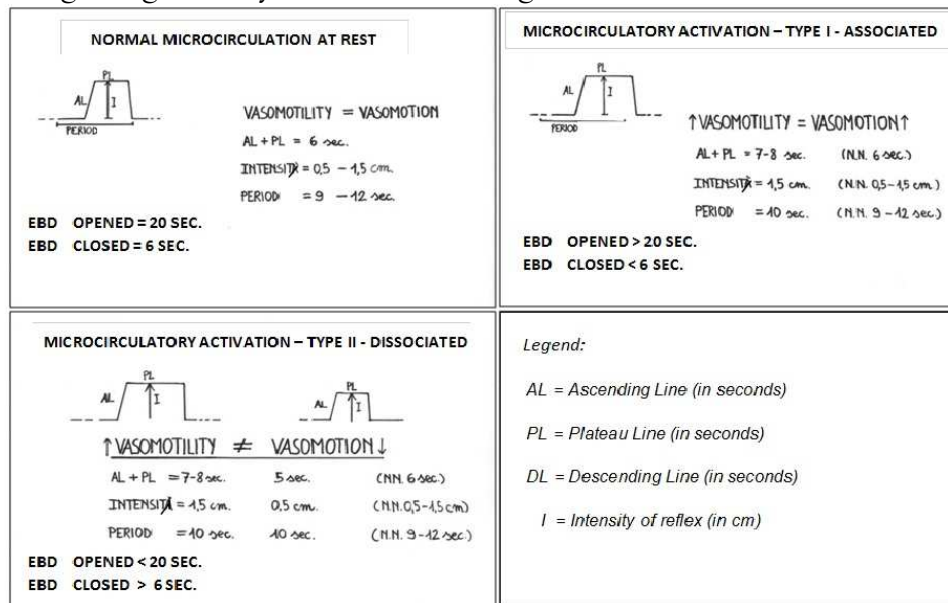 NORMAL MICROCIRCULATION AT REST
PL
AL
I
PERIOD
VASOMOTILITY = VASOMOTION
AL + PL = 6 sec.
INTENSITÀ = 0,5 – 1,5 cm.
PERIOD = 9 – 12 sec.
EBD OPENED = 20 SEC.
EBD CLOSED = 6 SEC.
MICROCIRCULATORY ACTIVATION – TYPE I - ASSOCIATED
PL
AL
I
PERIOD
↑VASOMOTILITY = VASOMOTION↑
AL + PL = 7-8 sec. (N.N. 6 sec.)
INTENSITÀ = 1,5 cm. (N.N. 0,5-1,5 cm.)
PERIOD = 10 sec. (N.N. 9 – 12 sec.)
EBD OPENED > 20 SEC.
EBD CLOSED < 6 SEC.
MICROCIRCULATORY ACTIVATION – TYPE II - DISSOCIATED
PL
AL
I
PL
AL
I
↑VASOMOTILITY ≠ VASOMOTION↓
AL + PL = 7-8 sec. 5 sec. (N.N. 6 sec.)
INTENSITÀ = 1,5 cm. 0,5 cm. (N.N. 0,5-1,5 cm)
PERIOD = 10 sec. 10 sec. (N.N. 9-12 sec.)
EBD OPENED < 20 SEC.
EBD CLOSED > 6 SEC.
Legend:
AL = Ascending Line (in seconds)
PL = Plateau Line (in seconds)
DL = Descending Line (in seconds)
I = Intensity of reflex (in cm)